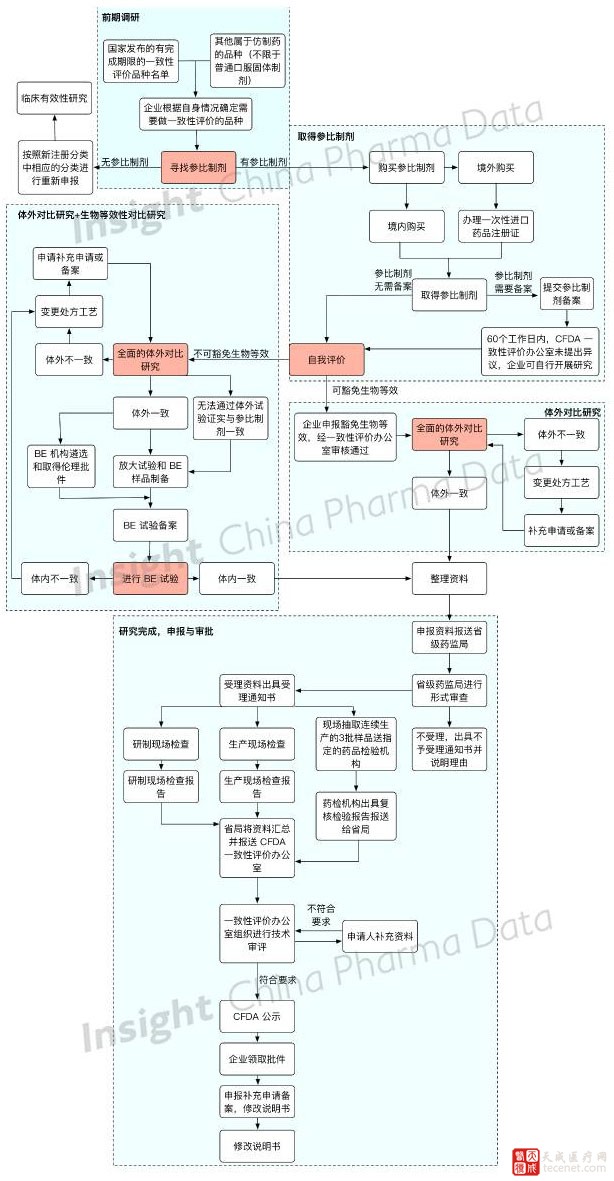 前期调研
国家发布的有完
成期限的一致性
评价品种名单
其他属于仿制药
的品种（不限于
普通口服固体制
剂）
企业根据自身情况确定需
要做一致性评价的品种
临床有效性研究
按照新注册分类
中相应的分类进
行重新申报
无参比制剂
寻找参比制剂
有参比制剂
取得参比制剂
购买参比制剂
境外购买
境内购买
办理一次性进口
药品注册证
参比制剂
无需备案
取得参比制剂
参比制剂
需要备案
提交参比制
剂备案
60个工作日内，CFDA 一
致性评价办公室未提出异
议，企业可自行开展研究
自我评价
不可豁免生物等效
可豁免生物等效
体外对比研究+生物等效性对比研究
申请补充申请或
备案
变更处方工艺
体外不一致
全面的体外对比
研究
体外一致
无法通过体外试
验证实与参比制
剂一致
BE 机构遴选
和取得伦理批
件
放大试验和 BE
样品制备
BE 试验备案
体内不一致
进行 BE 试验
体内一致
体外对比研究
企业申报豁免生物等
效，经一致性评价办公
室审核通过
全面的体外对比
研究
体外不一致
变更处方工艺
补充申请或备案
体外一致
整理资料
研究完成，申报与审批
申报资料报送省
级药监局
省级药监局进行
形式审查
受理资料出具受
理通知书
不受理，出具不
予受理通知书并
说明理由
研制现场检查
生产现场检查
现场抽取连续生
产的3批样品送指
定的药品检验机
构
研制现场检查报
告
生产现场检查
报告
药检机构出具复
核检验报告报送
给省局
省局将资料汇总
并报送 CFDA
一致性评价办公
室
一致性评价办公
室组织进行技术
审评
不符合
要求
申请人补充资料
符合要求
CFDA 公示
企业领取批件
申报补充申请备
案，修改说明书
修改说明书
Insight China Pharma Data
Insight China Pharma Data
Insight China Pharma Data
天成医疗网
tecenet.com